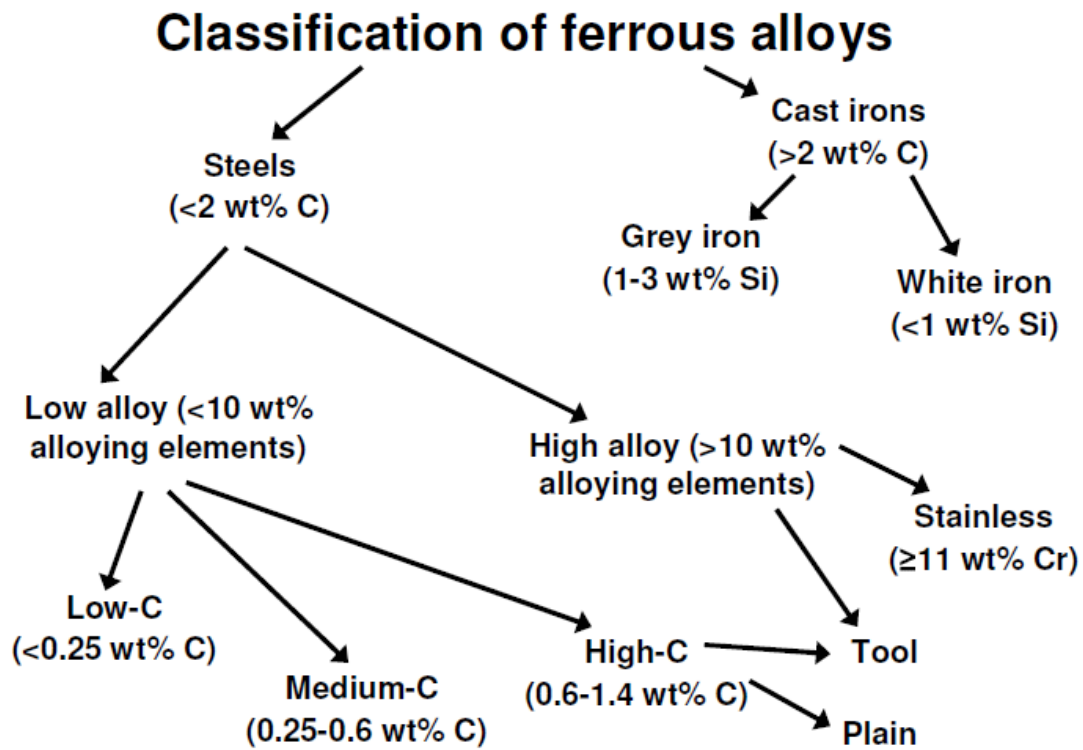 Classification of ferrous alloys
Cast irons
(>2 wt% C)
Steels
(<2 wt% C)
Grey iron
(1-3 wt% Si)
White iron
(<1 wt% Si)
Low alloy (<10 wt%
alloying elements)
High alloy (>10 wt%
alloying elements)
Stainless
(≥11 wt% Cr)
Low-C
(<0.25 wt% C)
Medium-C
(0.25-0.6 wt% C)
High-C
(0.6-1.4 wt% C)
Tool
Plain